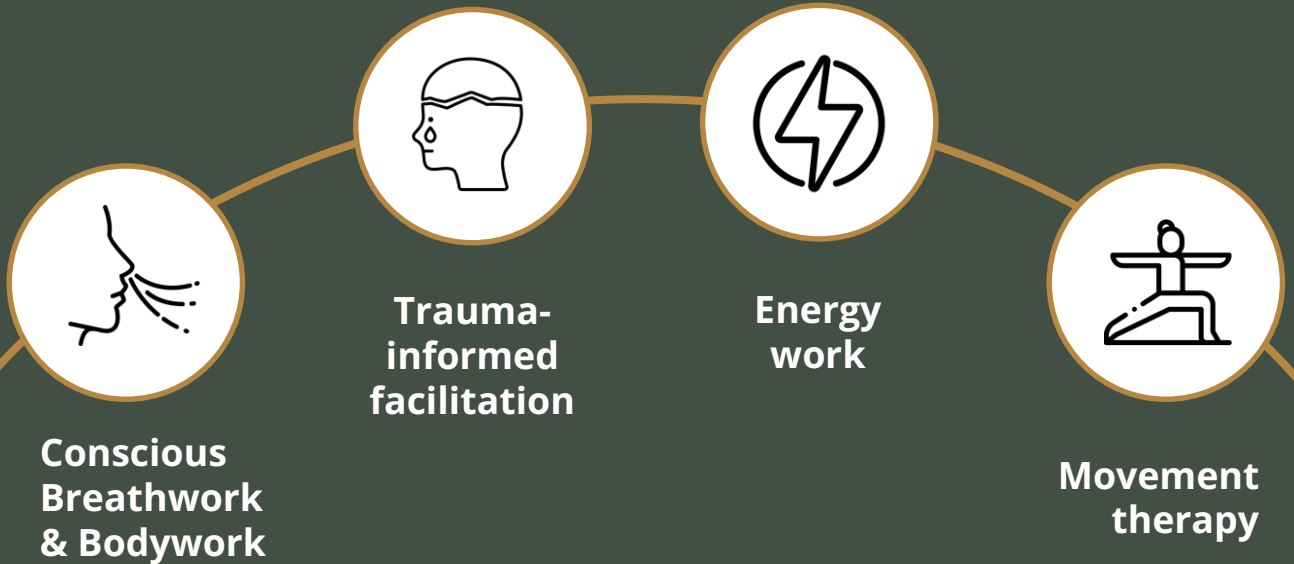 Conscious
Breathwork
& Bodywork
Trauma-
informed
facilitation
Energy
work
Movement
therapy